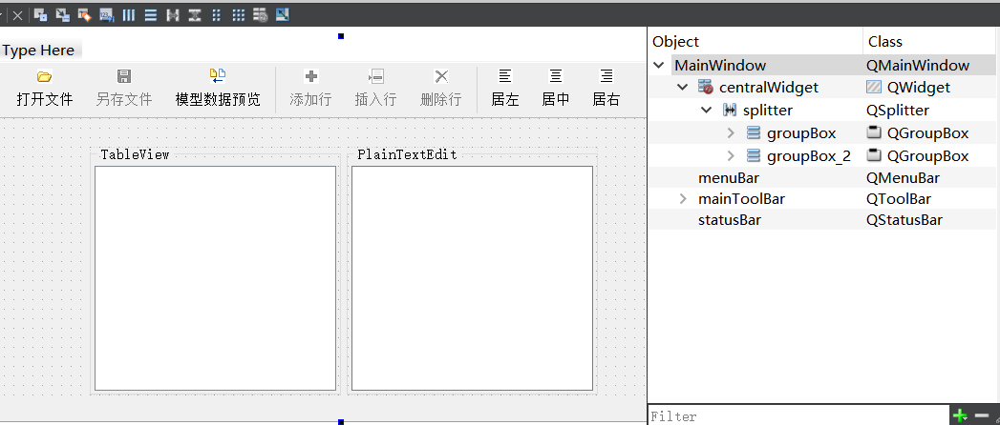 Type Here
打开文件 另存文件 模型数据预览 添加行 插入行 删除行 居左 居中 居右
TableView PlainTextEdit
Object Class
MainWindow QMainWindow
centralWidget QWidget
splitter QSplitter
groupBox QGroupBox
groupBox_2 QGroupBox
menuBar QMenuBar
mainToolBar QToolBar
statusBar QStatusBar
Filter